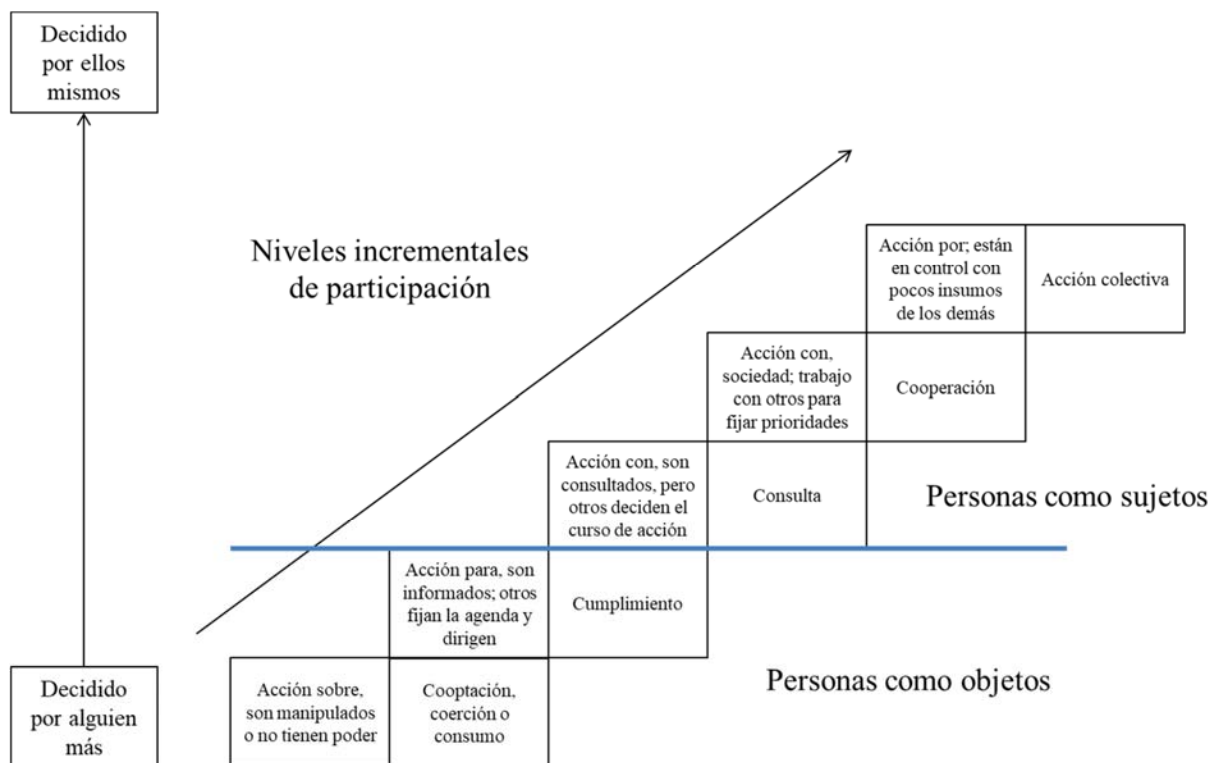 Decidido
por ellos
mismos
Niveles incrementales
de participación
Acción por; están
en control con
pocos insumos
de los demás
Acción colectiva
Acción con,
sociedad; trabajo
con otros para
fijar prioridades
Cooperación
Acción con, son
consultados, pero
otros deciden el
curso de acción
Consulta
Personas como sujetos
Acción para, son
informados; otros
fijan la agenda y
dirigen
Cumplimiento
Personas como objetos
Decidido
por alguien
más
Acción sobre,
son manipulados
o no tienen poder
Cooptación,
coerción o
consumo